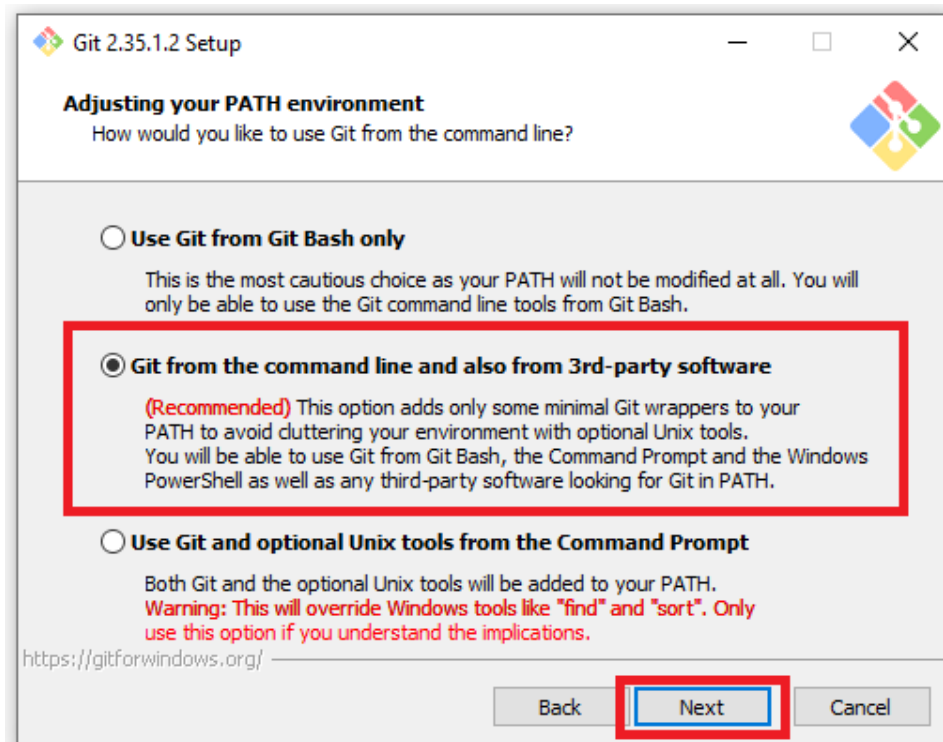 Git 2.35.1.2 Setup
Adjusting your PATH environment
How would you like to use Git from the command line?
Use Git from Git Bash only
This is the most cautious choice as your PATH will not be modified at all. You will
only be able to use the Git command line tools from Git Bash.
Git from the command line and also from 3rd-party software
(Recommended) This option adds only some minimal Git wrappers to your
PATH to avoid cluttering your environment with optional Unix tools.
You will be able to use Git from Git Bash, the Command Prompt and the Windows
PowerShell as well as any third-party software looking for Git in PATH.
Use Git and optional Unix tools from the Command Prompt
Both Git and the optional Unix tools will be added to your PATH.
Warning: This will override Windows tools like "find" and "sort". Only
use this option if you understand the implications.
https://gitforwindows.org/
Back Next Cancel